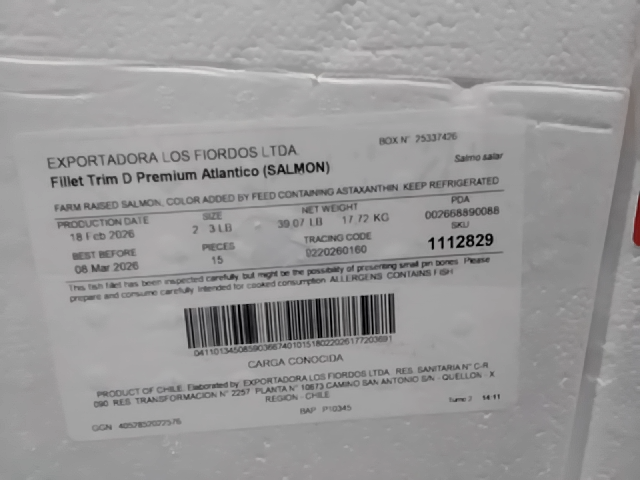 BOX N° 25337426
EXPORTADORA LOS FIORDOS LTDA.
Salmo salar
Fillet Trim D Premium Atlantico (SALMON)
FARM RAISED SALMON, COLOR ADDED BY FEED CONTAINING ASTAXANTHIN. KEEP REFRIGERATED
PRODUCTION DATE SIZE NET WEIGHT PDA
18 Feb 2026 2 3 LB 39.07 LB 17.72 KG 002668890088
BEST BEFORE PIECES TRACING CODE SKU
08 Mar 2026 15 0220260160 1112829
This fish fillet has been inspected carefully, but might be the possibility of presenting small pin bones. Please
prepare and consume carefully. Intended for cooked consumption. ALLERGENS: CONTAINS FISH
CARGA CONOCIDA
PRODUCT OF CHILE. Elaborated by: EXPORTADORA LOS FIORDOS LTDA. RES. SANITARIA N° C-R
090 RES. TRANSFORMACION N° 2257 PLANTA N° 10873 CAMINO SAN ANTONIO S/N - QUELLON - X
REGION - CHILE
BAP P10345
Turno 3 14:11
GGN 4052852022576